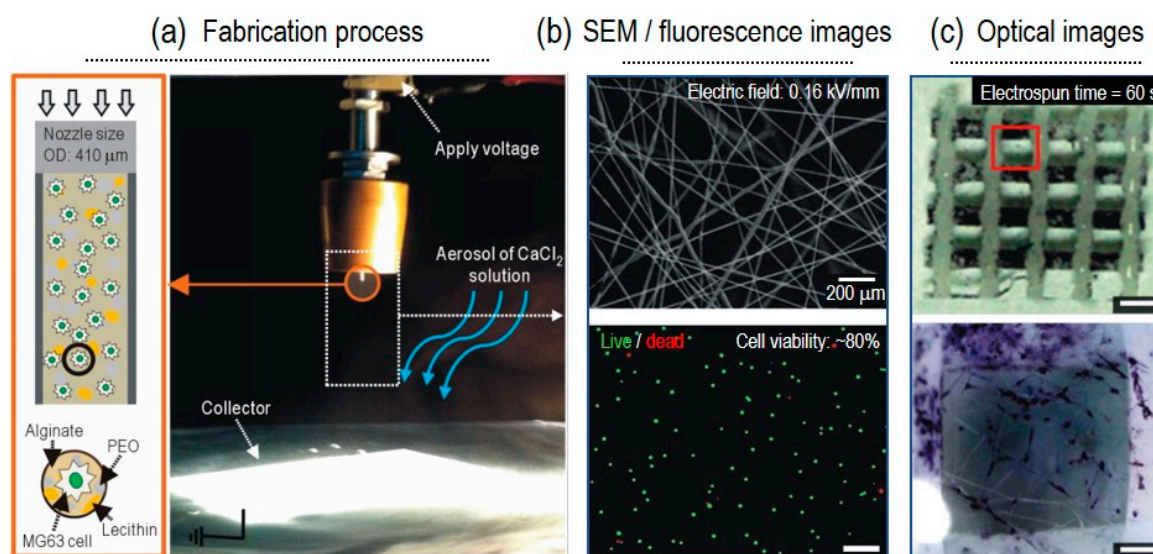 (a) Fabrication process
Nozzle size
OD: 410 μm
Alginate
PEO
Lecithin
MG63 cell
Apply voltage
Aerosol of CaCl₂
solution
Collector
(b) SEM / fluorescence images
Electric field: 0.16 kV/mm
200 μm
Live / dead
Cell viability: ~80%
(c) Optical images
Electrospun time = 60 s